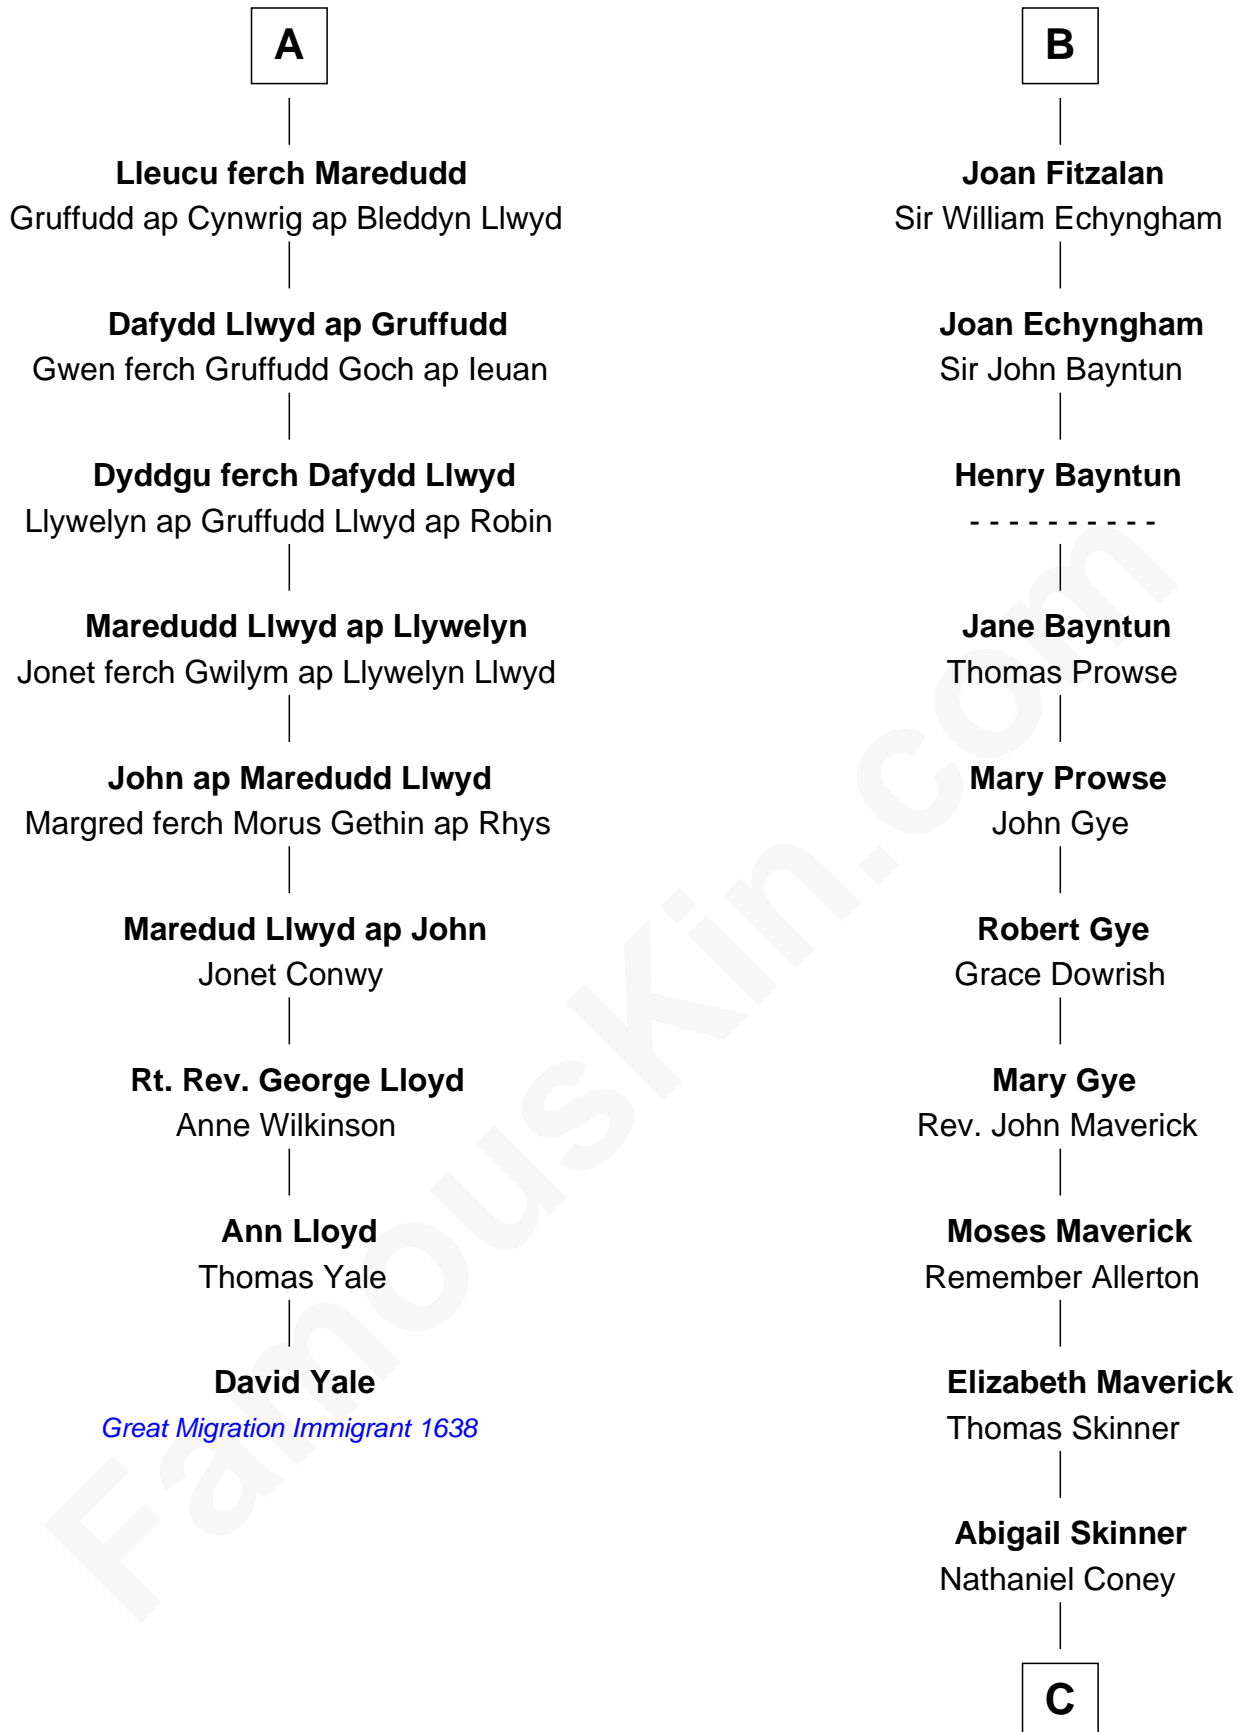 A
Lleucu ferch Maredudd
Gruffudd ap Cynwrig ap Bleddyn Llwyd
Dafydd Llwyd ap Gruffudd
Gwen ferch Gruffudd Goch ap Ieuan
Dyddgu ferch Dafydd Llwyd
Llywelyn ap Gruffudd Llwyd ap Robin
Maredudd Llwyd ap Llywelyn
Jonet ferch Gwilym ap Llywelyn Llwyd
John ap Maredudd Llwyd
Margred ferch Morus Gethin ap Rhys
Maredud Llwyd ap John
Jonet Conwy
Rt. Rev. George Lloyd
Anne Wilkinson
Ann Lloyd
Thomas Yale
David Yale
Great Migration Immigrant 1638
B
Joan Fitzalan
Sir William Echyngham
Joan Echyngham
Sir John Bayntun
Henry Bayntun
- - - - - - - - - -
Jane Bayntun
Thomas Prowse
Mary Prowse
John Gye
Robert Gye
Grace Dowrish
Mary Gye
Rev. John Maverick
Moses Maverick
Remember Allerton
Elizabeth Maverick
Thomas Skinner
Abigail Skinner
Nathaniel Coney
C
FamousKin.com